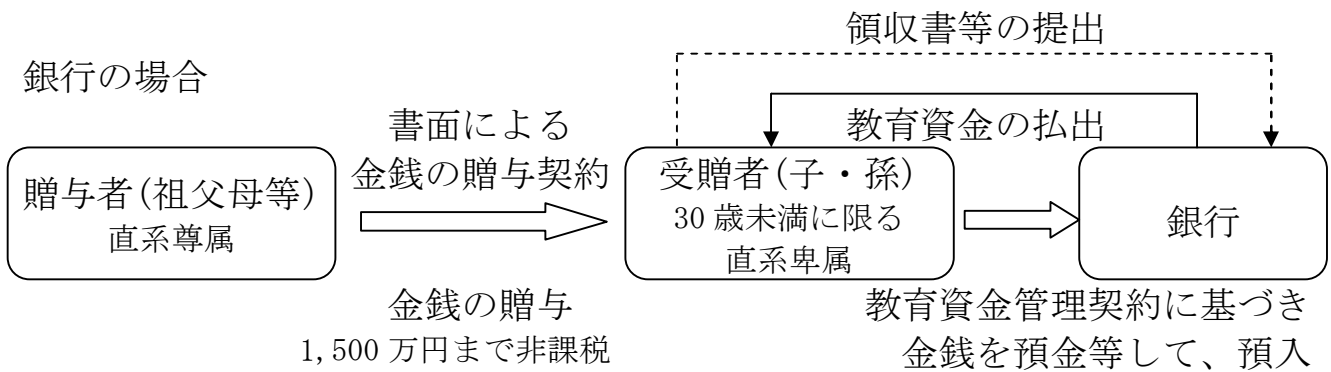 領収書等の提出
銀行の場合
教育資金の払出
書面による
金銭の贈与契約
贈与者(祖父母等)
直系尊属
受贈者(子・孫)
30歳未満に限る
直系卑属
銀行
金銭の贈与
1,500万円まで非課税
教育資金管理契約に基づき
金銭を預金等して、預入